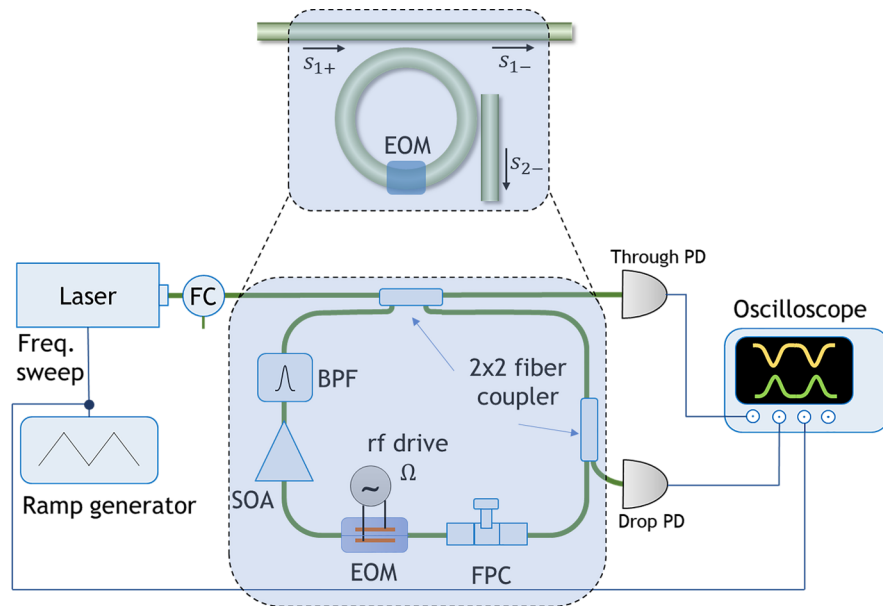 s₁₊
s₁₋
EOM
s₂₋
Through PD
Laser
FC
Oscilloscope
Freq.
sweep
BPF
2x2 fiber
coupler
rf drive
Ω
~
SOA
Ramp generator
Drop PD
EOM
FPC